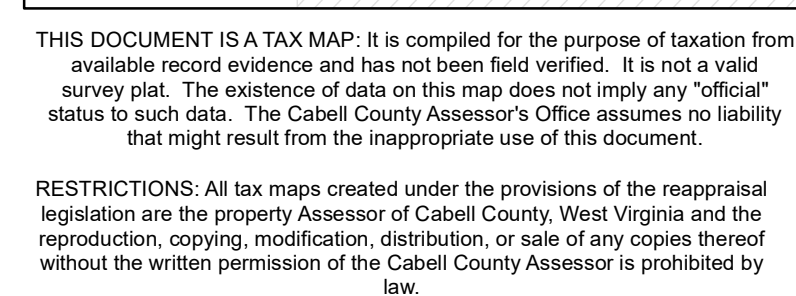 THIS DOCUMENT IS A TAX MAP: It is compiled for the purpose of taxation from
available record evidence and has not been field verified. It is not a valid
survey plat. The existence of data on this map does not imply any "official"
status to such data. The Cabell County Assessor's Office assumes no liability
that might result from the inappropriate use of this document.
RESTRICTIONS: All tax maps created under the provisions of the reappraisal
legislation are the property Assessor of Cabell County, West Virginia and the
reproduction, copying, modification, distribution, or sale of any copies thereof
without the written permission of the Cabell County Assessor is prohibited by
law.